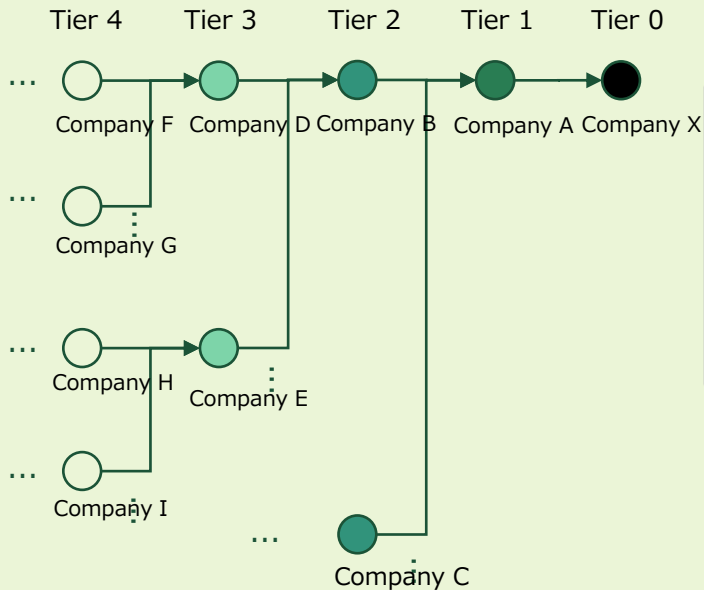 Tier 4 Tier 3 Tier 2 Tier 1 Tier 0
...
Company F Company D Company B Company A Company X
...
Company G
...
Company H
Company E
...
Company I
...
Company C